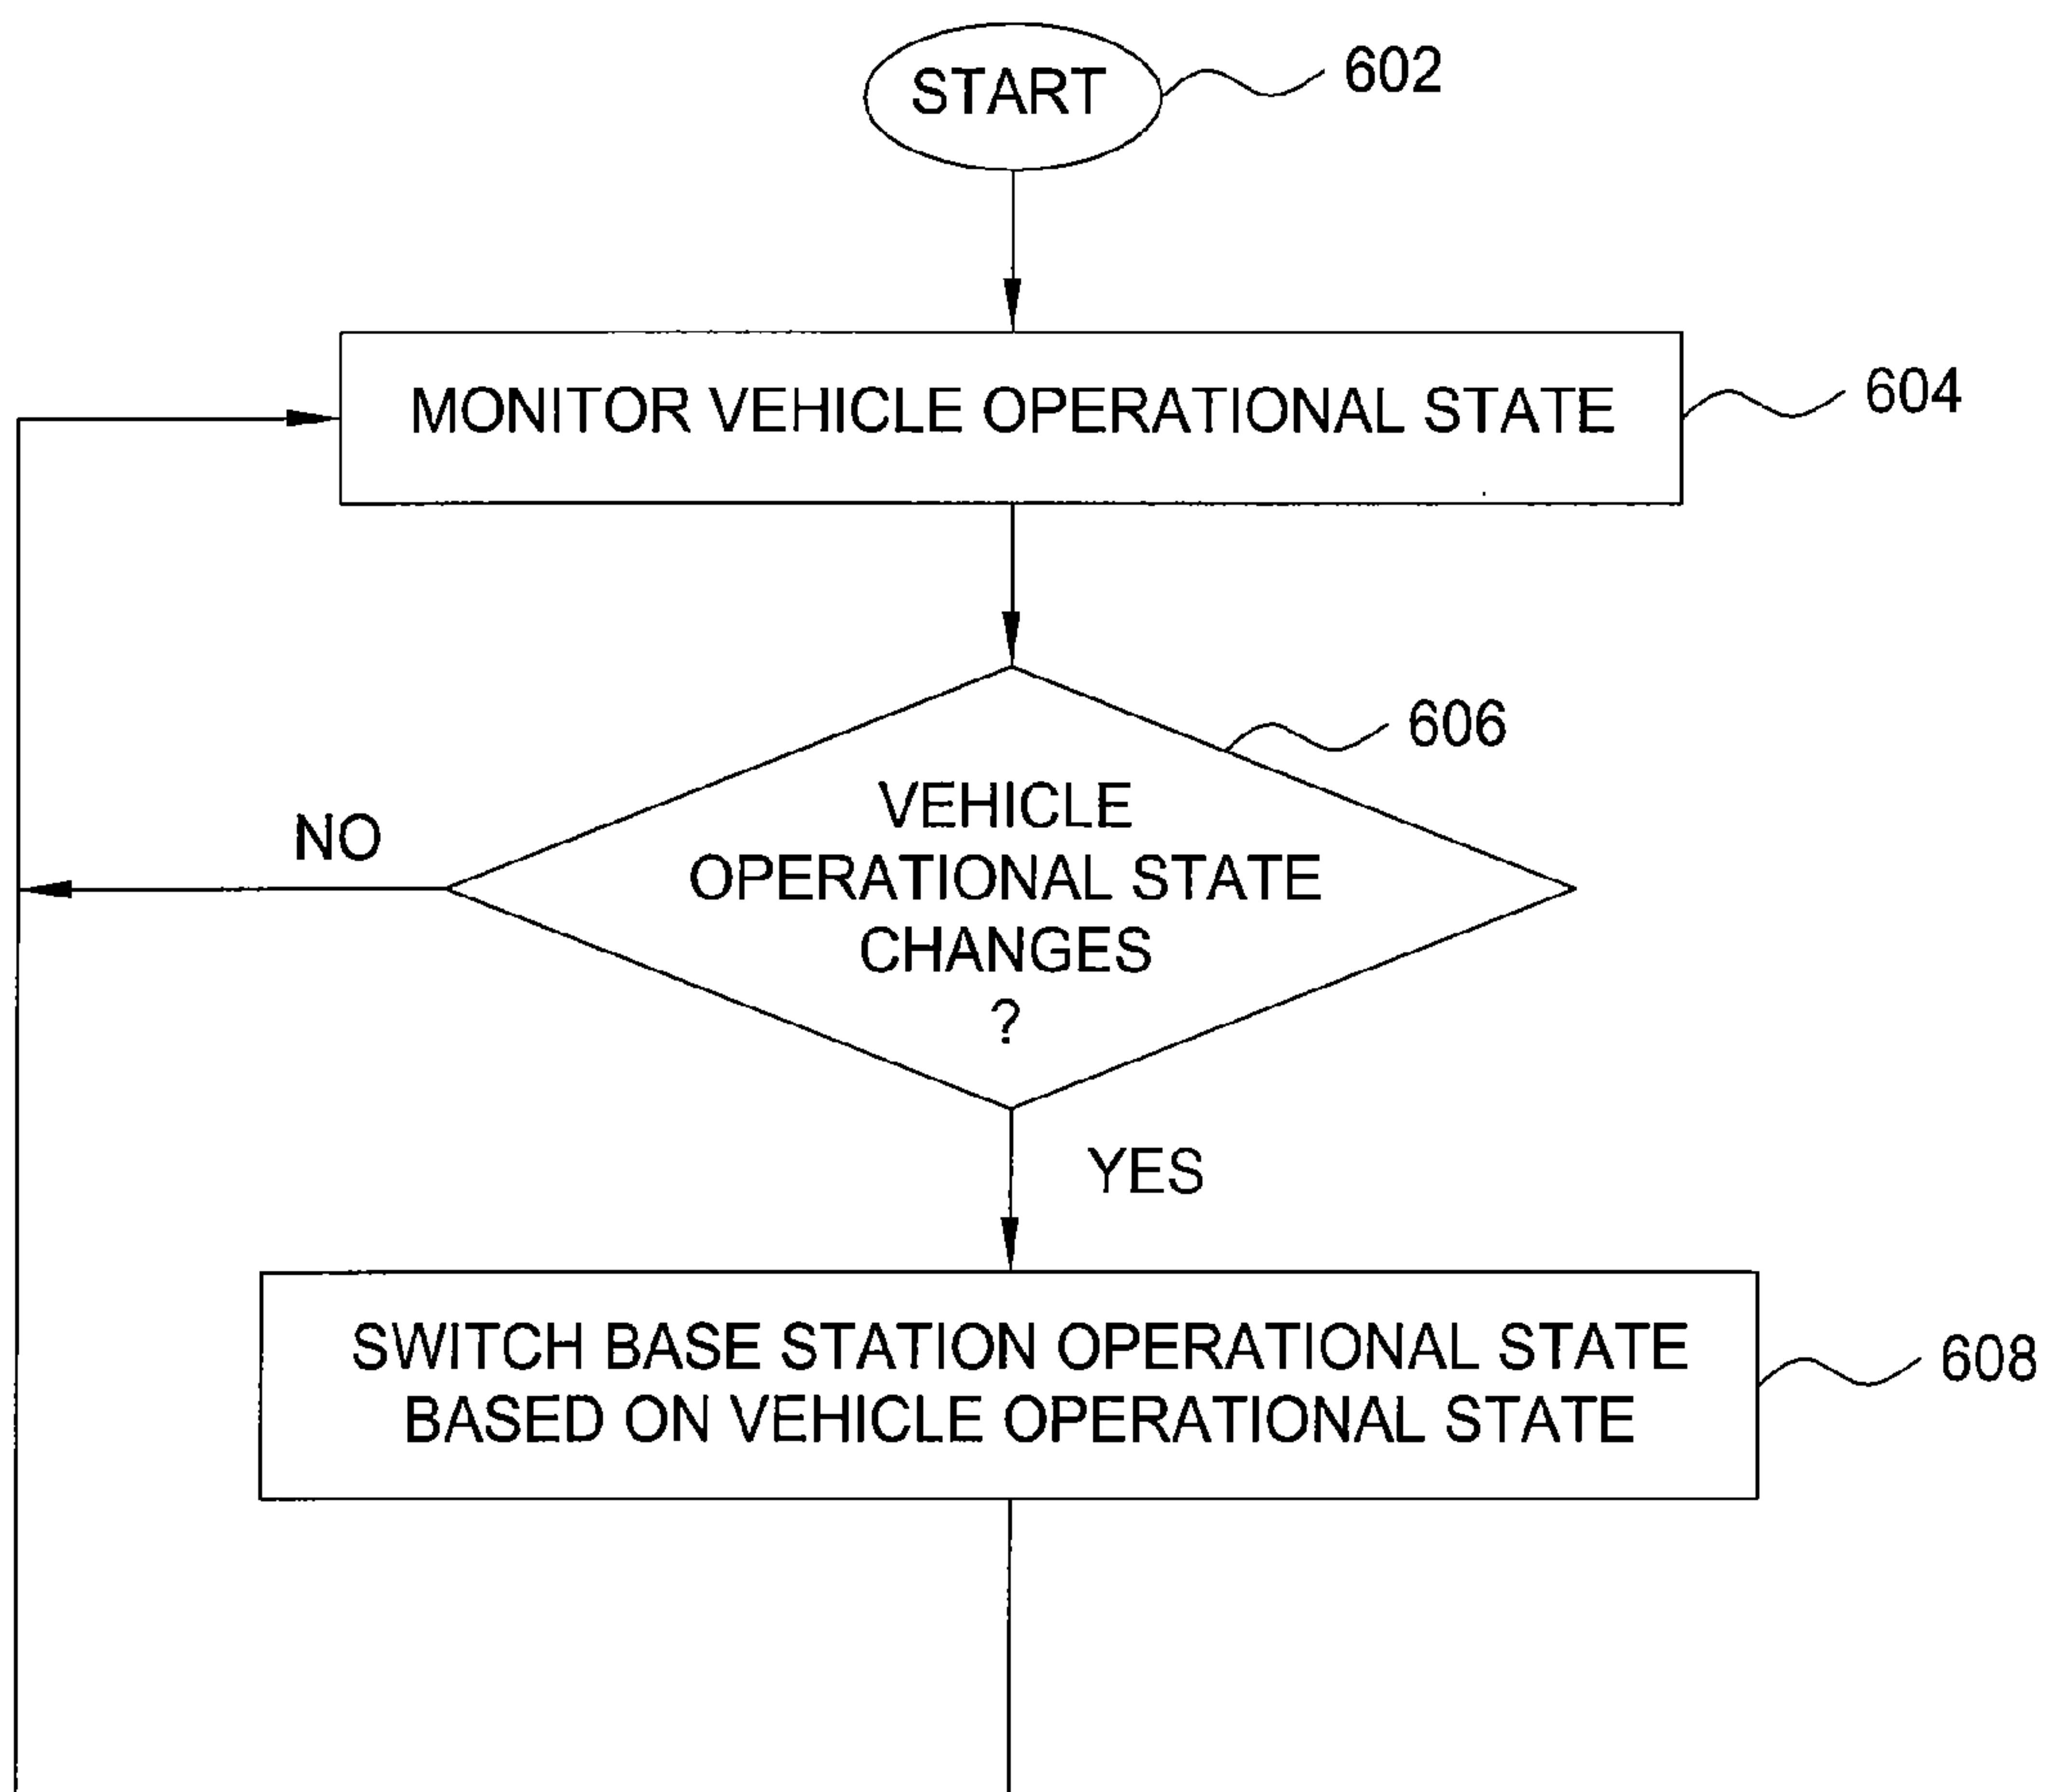 START
602
MONITOR VEHICLE OPERATIONAL STATE
604
606
VEHICLE
OPERATIONAL STATE
CHANGES
?
NO
YES
SWITCH BASE STATION OPERATIONAL STATE
BASED ON VEHICLE OPERATIONAL STATE
608